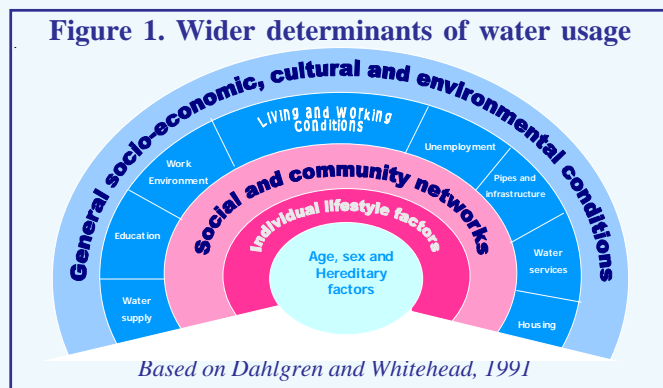 Figure 1. Wider determinants of water usage
General socio-economic, cultural and environmental conditions
Living and Working
Conditions
Unemployment
Work
Environment
Pipes and
infrastructure
Social and community networks
Individual lifestyle factors
Education
Water
services
Age, sex and
Hereditary
factors
Water
supply
Housing
Based on Dahlgren and Whitehead, 1991